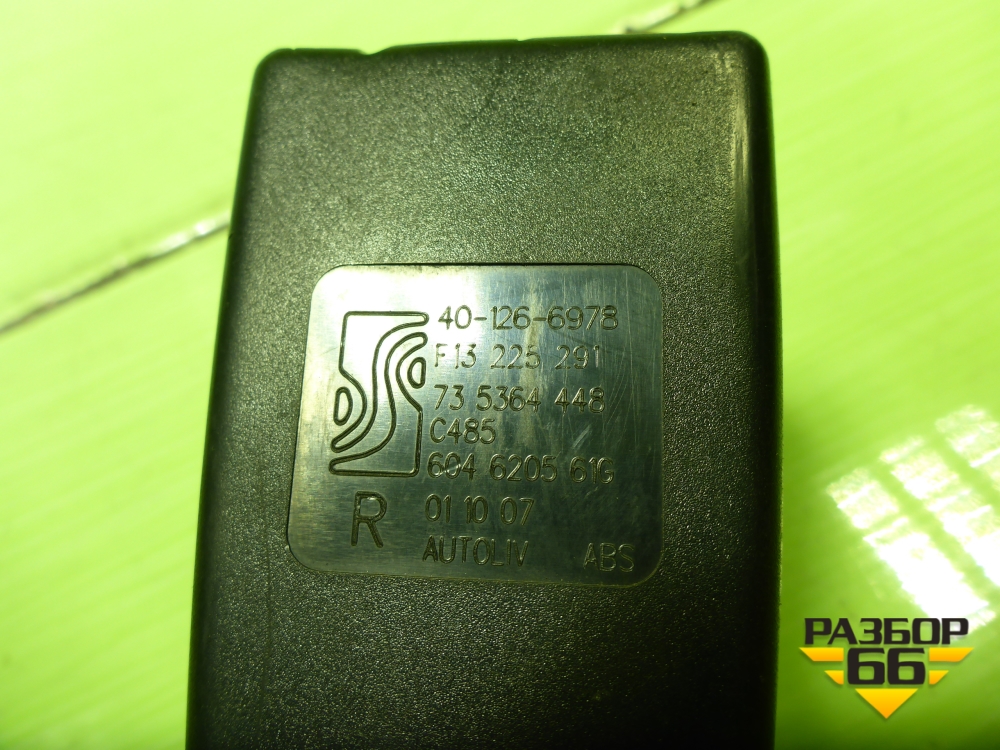 40-126-6978
F13 225 291
73 5364 448
C485
604 6205 61G
R
01 10 07
AUTOLIV ABS
РАЗБОР
66